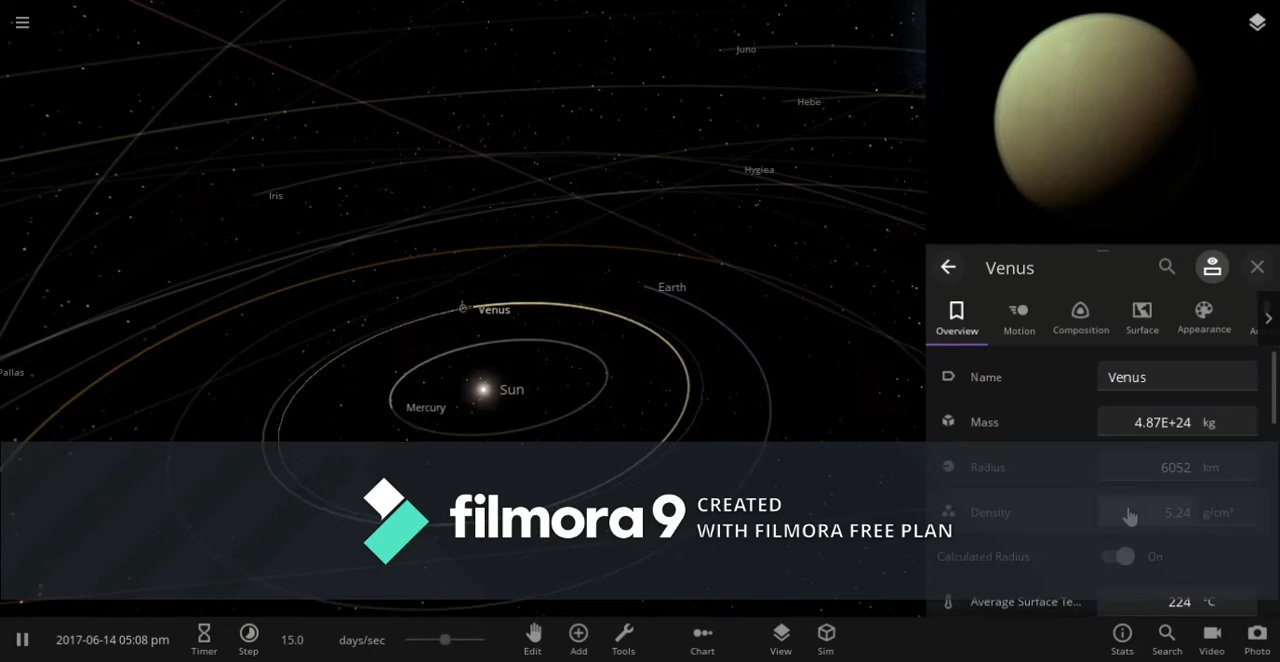 Juno
Hebe
Hygiea
Iris
Earth
Venus
Pallas
Sun
Mercury
Venus
Overview
Motion
Composition
Surface
Appearance
Name
Venus
Mass
4.87E+24 kg
Radius
6052 km
Density
5.24 g/cm³
Calculated Radius
On
Average Surface Te...
224 °C
filmora9
CREATED
WITH FILMORA FREE PLAN
2017-06-14 05:08 pm
Timer
Step
15.0 days/sec
Edit
Add
Tools
Chart
View
Sim
Stats
Search
Video
Photo